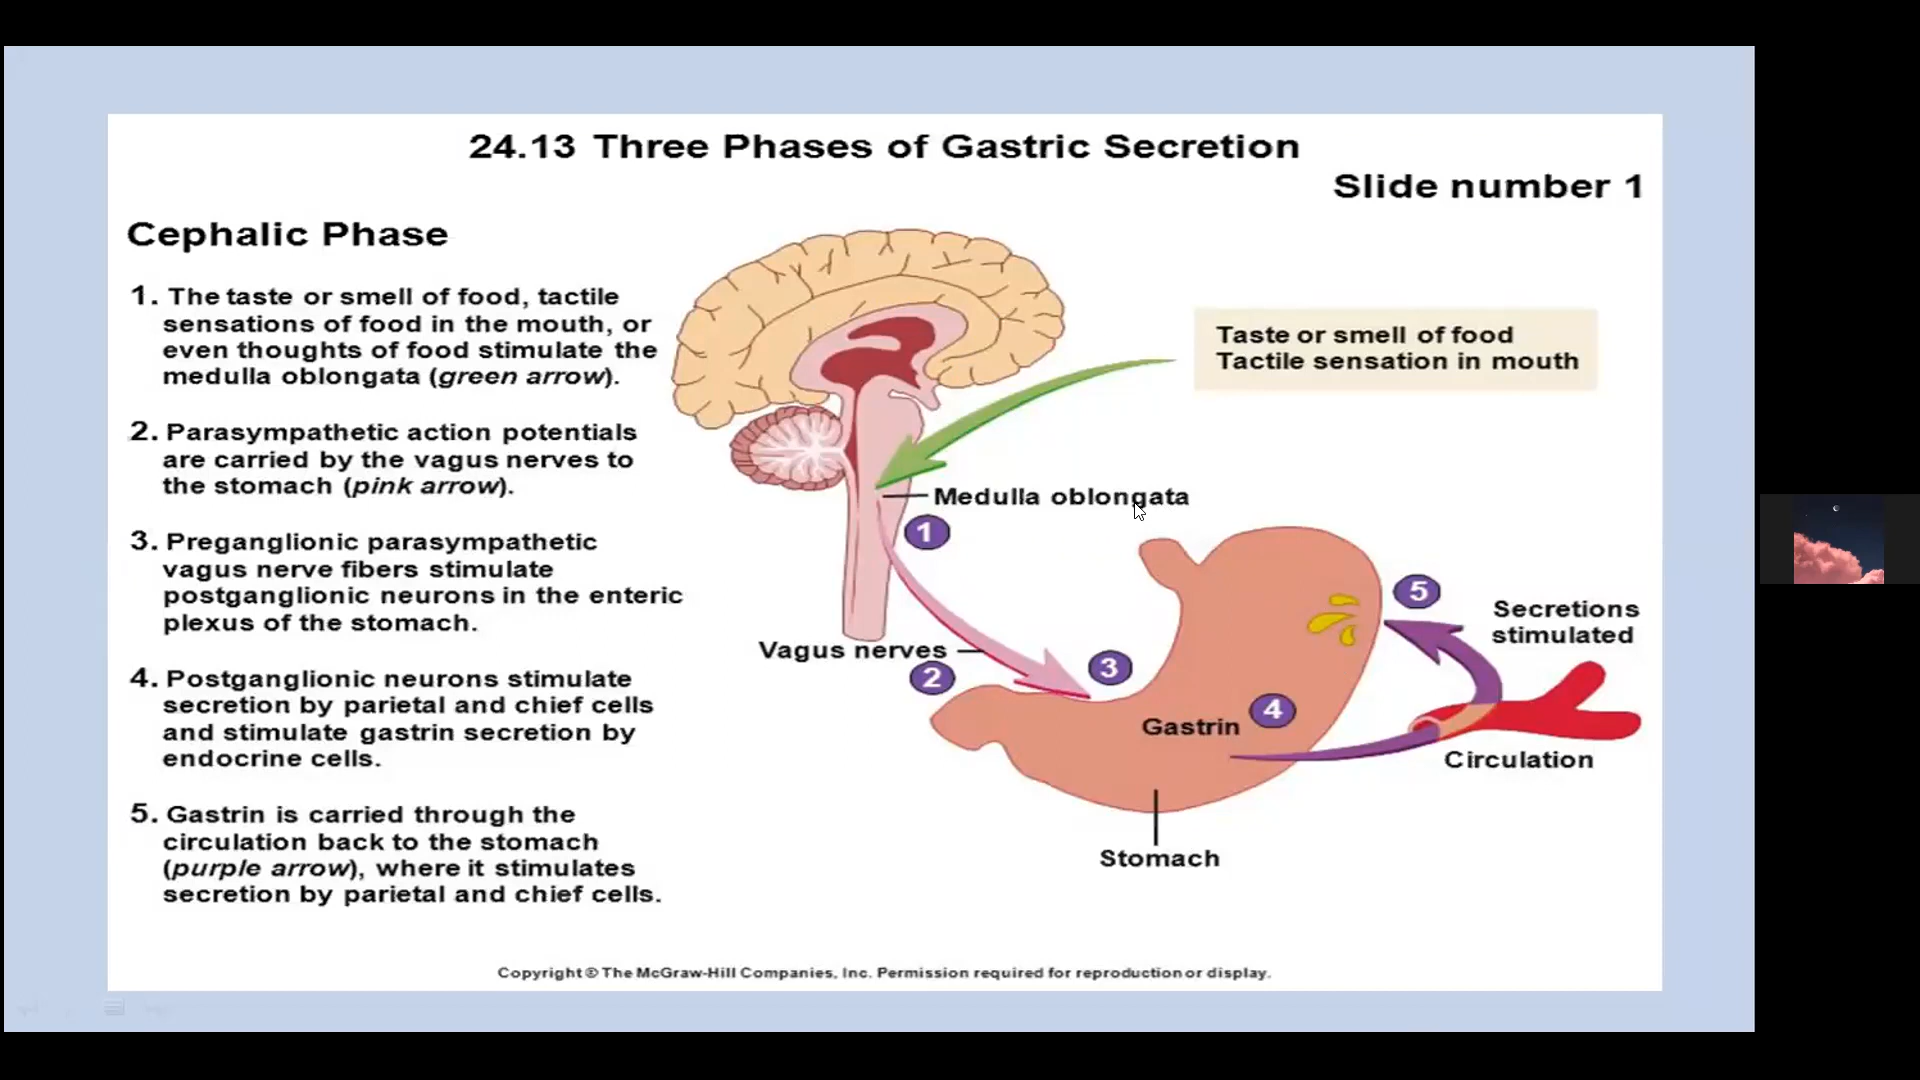 24.13 Three Phases of Gastric Secretion
Slide number 1
Cephalic Phase
1. The taste or smell of food, tactile
sensations of food in the mouth, or
even thoughts of food stimulate the
medulla oblongata (green arrow).
2. Parasympathetic action potentials
are carried by the vagus nerves to
the stomach (pink arrow).
3. Preganglionic parasympathetic
vagus nerve fibers stimulate
postganglionic neurons in the enteric
plexus of the stomach.
4. Postganglionic neurons stimulate
secretion by parietal and chief cells
and stimulate gastrin secretion by
endocrine cells.
5. Gastrin is carried through the
circulation back to the stomach
(purple arrow), where it stimulates
secretion by parietal and chief cells.
Taste or smell of food
Tactile sensation in mouth
Medulla oblongata
1
Vagus nerves
2
3
Gastrin
4
5
Secretions
stimulated
Circulation
Stomach
Copyright © The McGraw-Hill Companies, Inc. Permission required for reproduction or display.